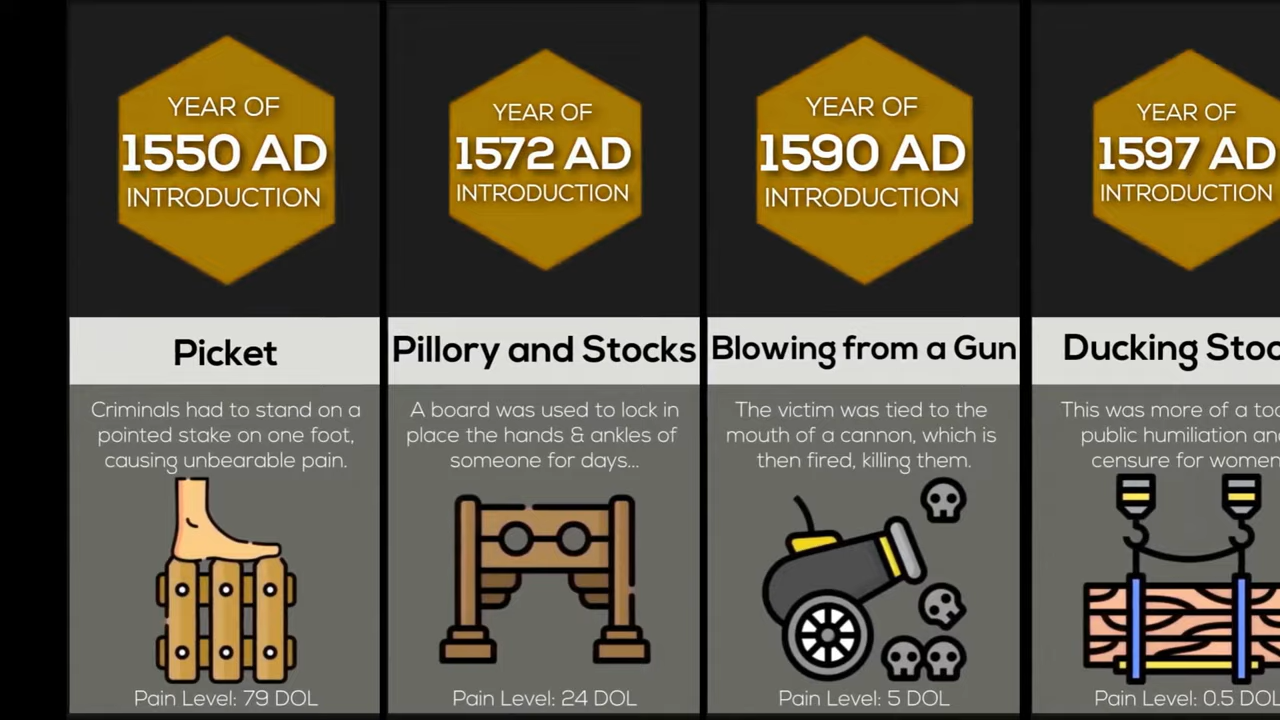 YEAR OF
1550 AD
INTRODUCTION
Picket
Criminals had to stand on a
pointed stake on one foot,
causing unbearable pain.
Pain Level: 79 DOL
YEAR OF
1572 AD
INTRODUCTION
Pillory and Stocks
A board was used to lock in
place the hands & ankles of
someone for days...
Pain Level: 24 DOL
YEAR OF
1590 AD
INTRODUCTION
Blowing from a Gun
The victim was tied to the
mouth of a cannon, which is
then fired, killing them.
Pain Level: 5 DOL
YEAR OF
1597 AD
INTRODUCTION
Ducking
This was more of a
public humiliation
censure for women
Pain Level: 0.5 DOL